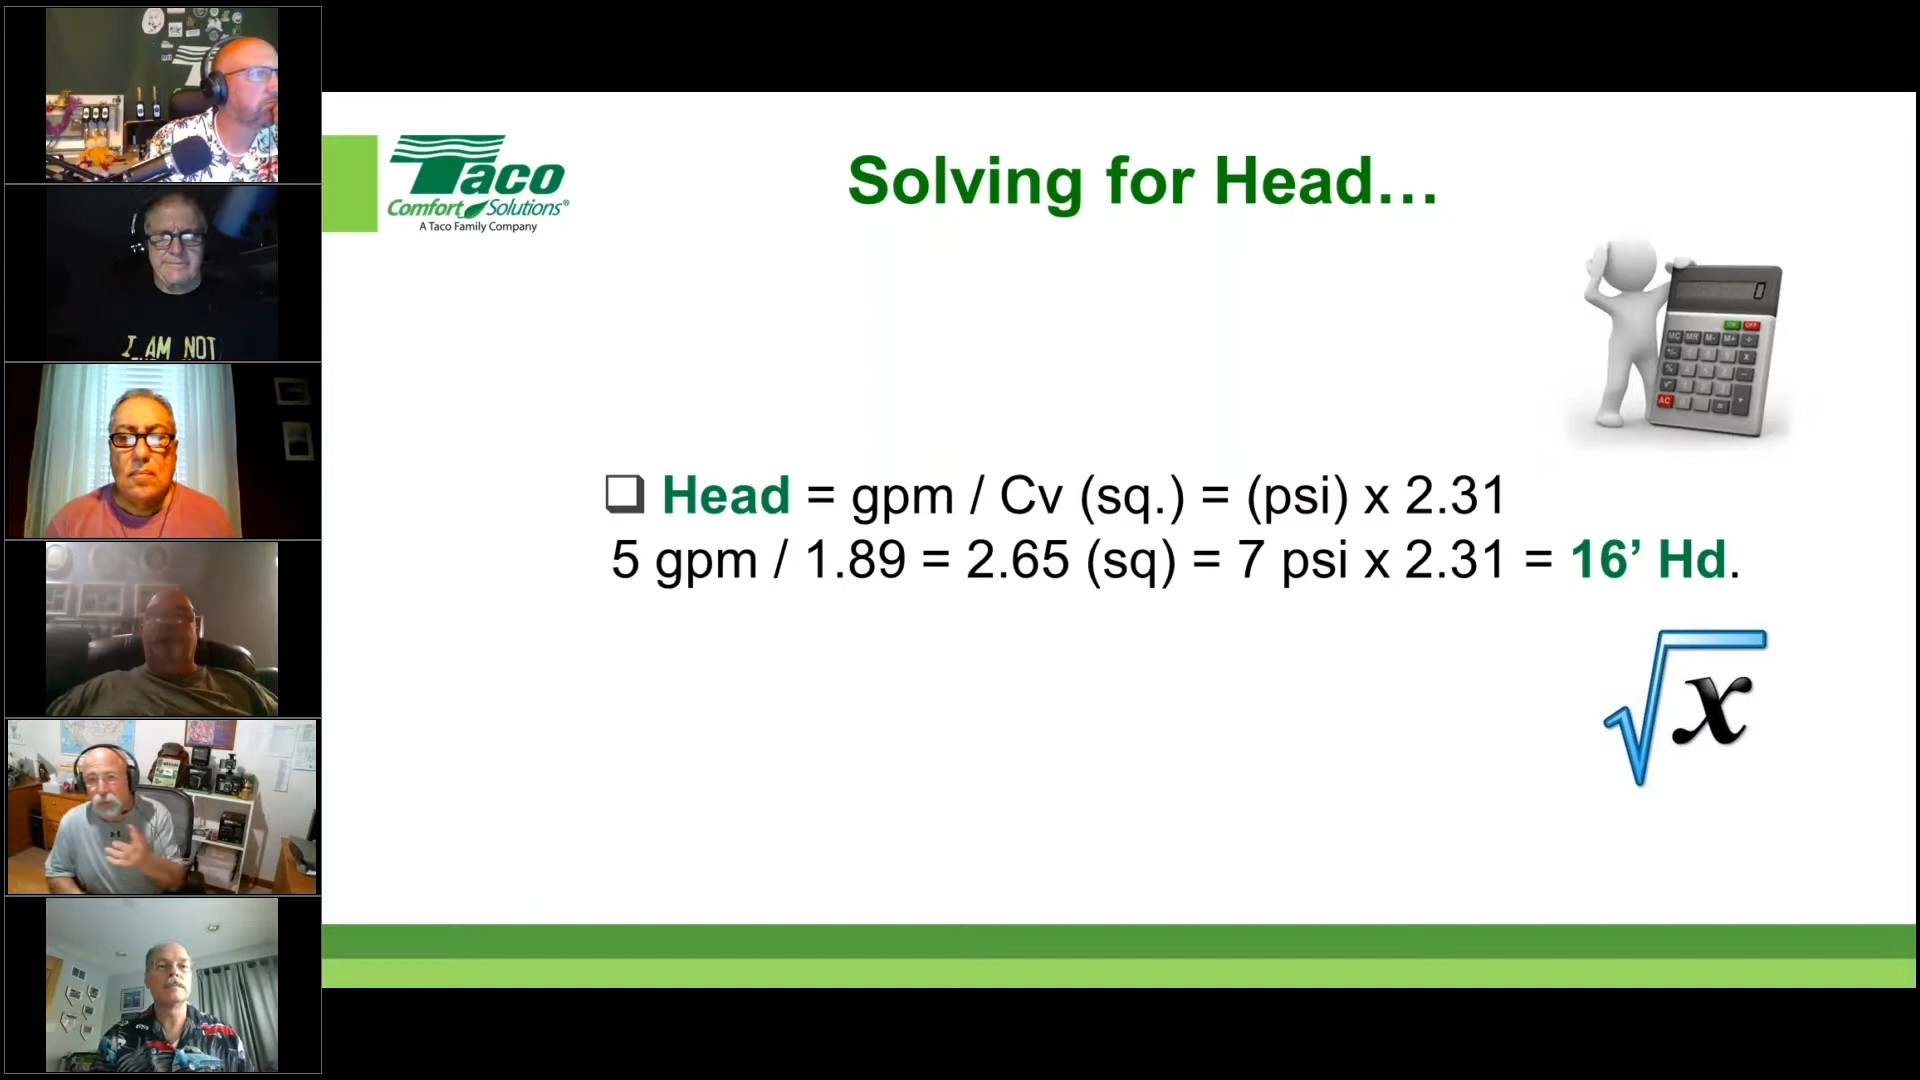 I AM NOT
Taco
Comfort Solutions®
A Taco Family Company
Solving for Head…
0
❑ Head = gpm / Cv (sq.) = (psi) x 2.31
5 gpm / 1.89 = 2.65 (sq) = 7 psi x 2.31 = 16’ Hd.
√x